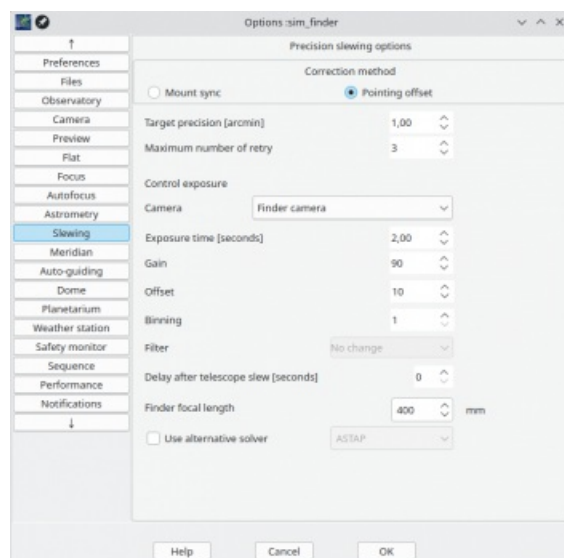 Options :sim_finder
↑
Preferences
Files
Observatory
Camera
Preview
Flat
Focus
Autofocus
Astrometry
Slewing
Meridian
Auto-guiding
Dome
Planetarium
Weather station
Safety monitor
Sequence
Performance
Notifications
↓
Precision slewing options
Correction method
Mount sync Pointing offset
Target precision [arcmin] 1,00
Maximum number of retry 3
Control exposure
Camera Finder camera
Exposure time [seconds] 2,00
Gain 90
Offset 10
Binning 1
Filter No change
Delay after telescope slew [seconds] 0
Finder focal length 400 mm
Use alternative solver ASTAP
Help Cancel OK